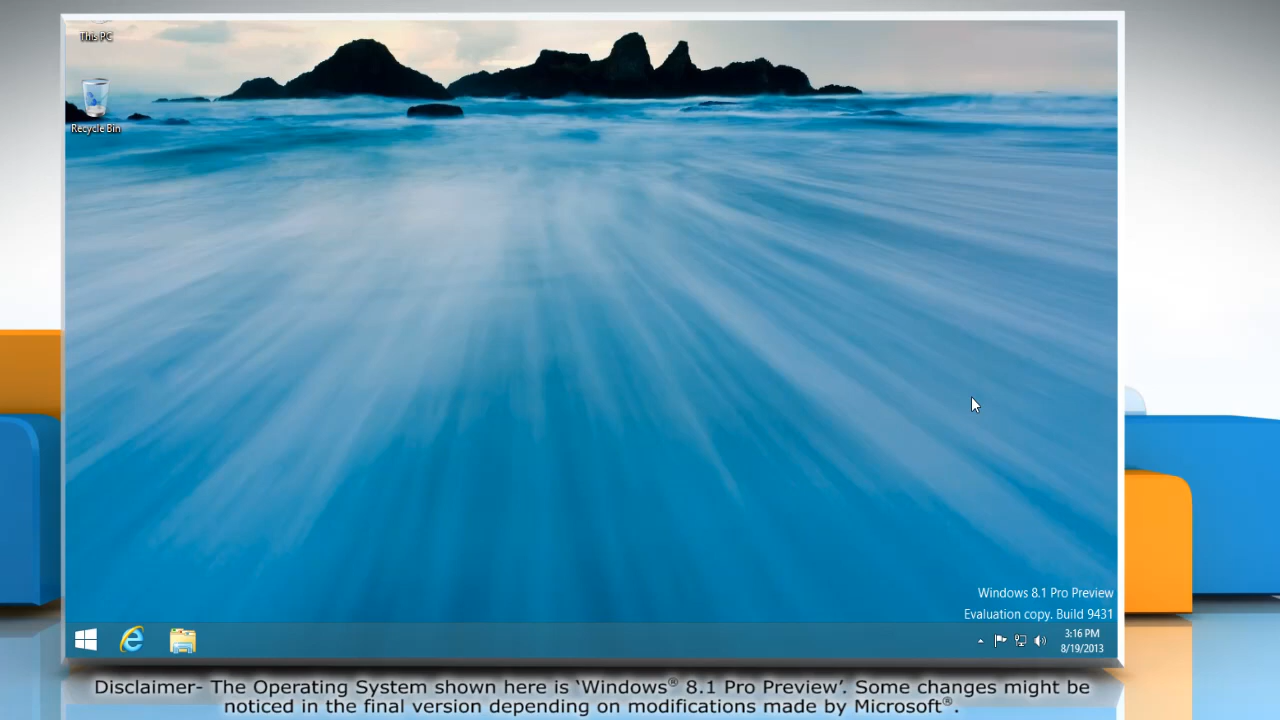 This PC
Recycle Bin
Windows 8.1 Pro Preview
Evaluation copy. Build 9431
3:16 PM
8/19/2013
Disclaimer- The Operating System shown here is ‘Windows® 8.1 Pro Preview’. Some changes might be
noticed in the final version depending on modifications made by Microsoft®.